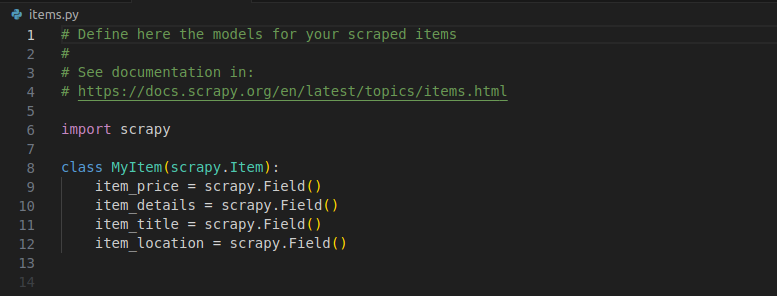 items.py
1 # Define here the models for your scraped items
2 #
3 # See documentation in:
4 # https://docs.scrapy.org/en/latest/topics/items.html
5
6 import scrapy
7
8 class MyItem(scrapy.Item):
9     item_price = scrapy.Field()
10     item_details = scrapy.Field()
11     item_title = scrapy.Field()
12     item_location = scrapy.Field()
13
14